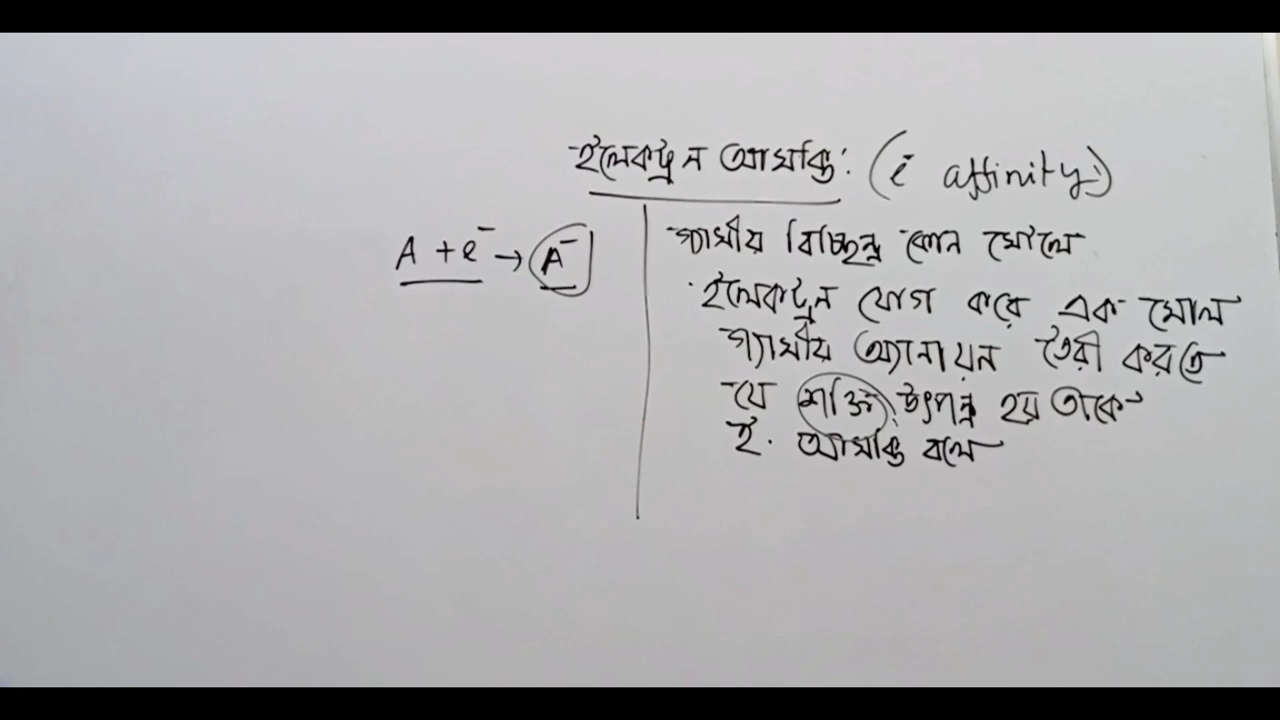 ইলেকট্রন আসক্তি: (e⁻ affinity)
A + e⁻ → A⁻
গ্যাসীয় বিচ্ছিন্ন কোন মৌলে
ইলেকট্রন যোগ করে এক মোল
গ্যাসীয় অ্যানায়ন তৈরী করতে
যে শক্তি উৎপন্ন হয় তাকে
ই. আসক্তি বলে